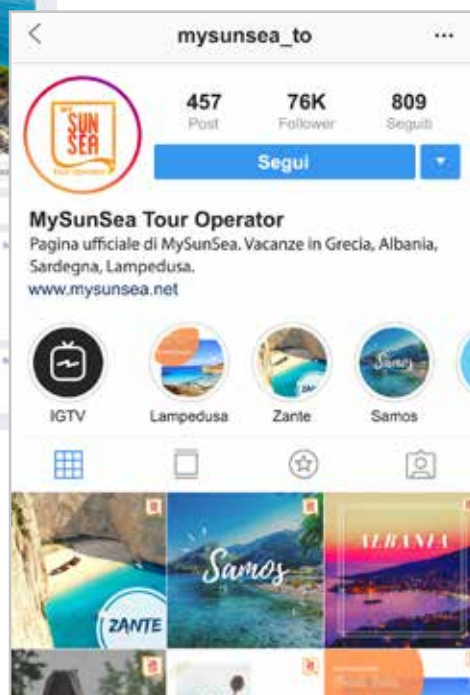 mysunsea_to
457 76K 809
Post Follower Seguiti
MY
SUN
SEA
TOUR OPERATOR
Segui
MySunSea Tour Operator
Pagina ufficiale di MySunSea. Vacanze in Grecia, Albania,
Sardegna, Lampedusa.
www.mysunsea.net
IGTV Lampedusa Zante Samos
Samos
ZANTE
Samos
ALBANIA